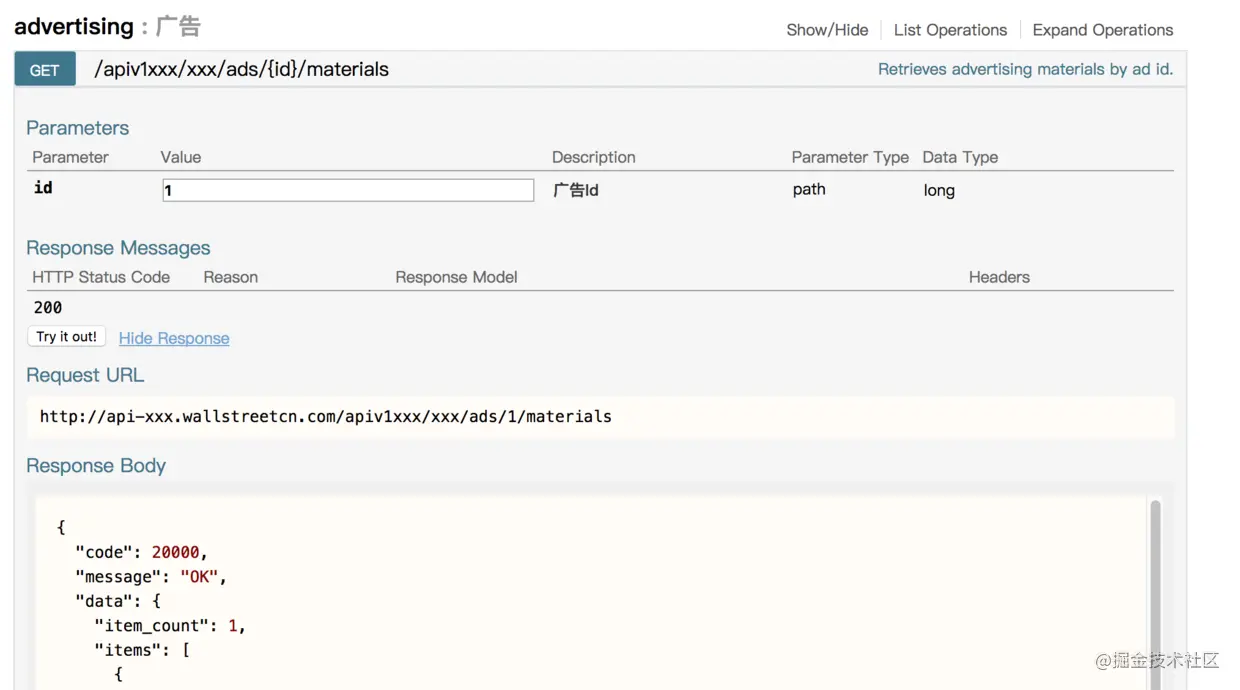 advertising : 广告
Show/Hide List Operations Expand Operations
GET /apiv1xxx/xxx/ads/{id}/materials Retrieves advertising materials by ad id.
Parameters
Parameter Value Description Parameter Type Data Type
id 1 广告Id path long
Response Messages
HTTP Status Code Reason Response Model Headers
200
Try it out! Hide Response
Request URL
http://api-xxx.wallstreetcn.com/apiv1xxx/xxx/ads/1/materials
Response Body
{
"code": 20000,
"message": "OK",
"data": {
"item_count": 1,
"items": [
{
@掘金技术社区